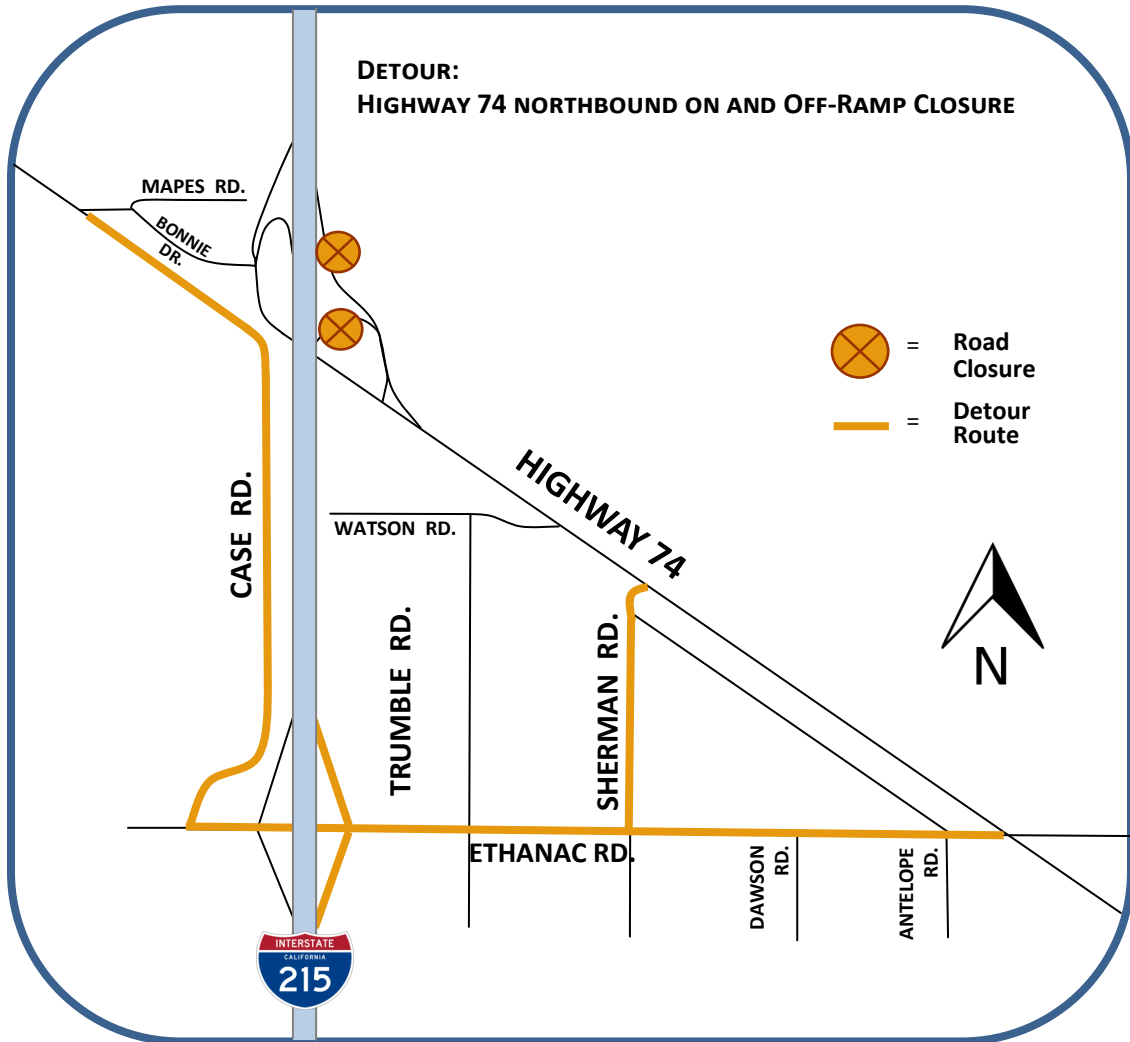 DETOUR:
HIGHWAY 74 NORTHBOUND ON AND OFF-RAMP CLOSURE
MAPES RD.
BONNIE
DR.
= Road
Closure
= Detour
Route
HIGHWAY 74
CASE RD.
WATSON RD.
TRUMBLE RD.
SHERMAN RD.
N
ETHANAC RD.
DAWSON
RD.
ANTELOPE
RD.
INTERSTATE
CALIFORNIA
215